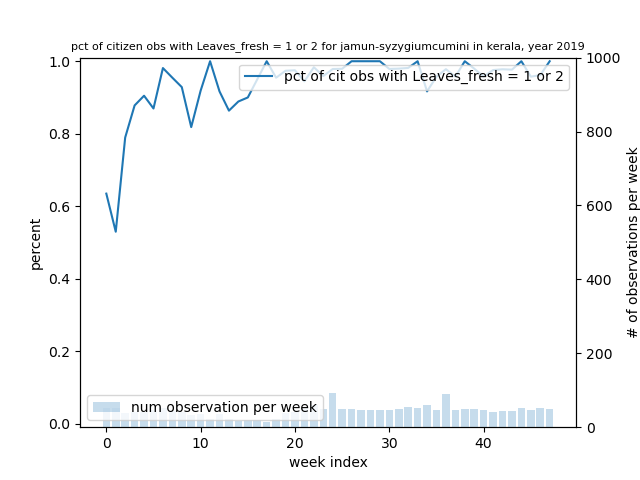 pct of citizen obs with Leaves_fresh = 1 or 2 for jamun-syzygiumcumini in kerala, year 2019
pct of cit obs with Leaves_fresh = 1 or 2
num observation per week
percent
1.0
0.8
0.6
0.4
0.2
0.0
0
10
20
30
40
week index
1000
800
600
400
200
0
# of observations per week